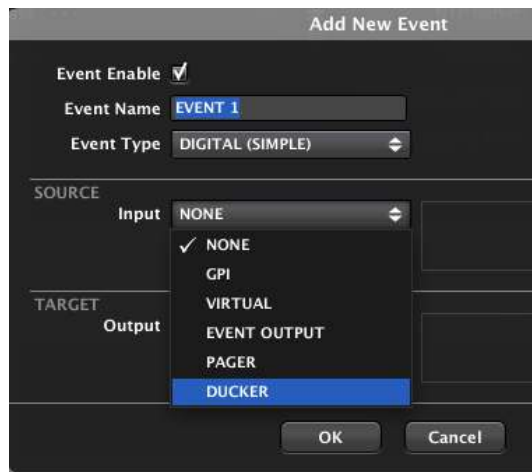 Add New Event
Event Enable
Event Name EVENT 1
Event Type DIGITAL (SIMPLE)
SOURCE
Input NONE
✓ NONE
GPI
VIRTUAL
TARGET
Output
EVENT OUTPUT
PAGER
DUCKER
OK Cancel